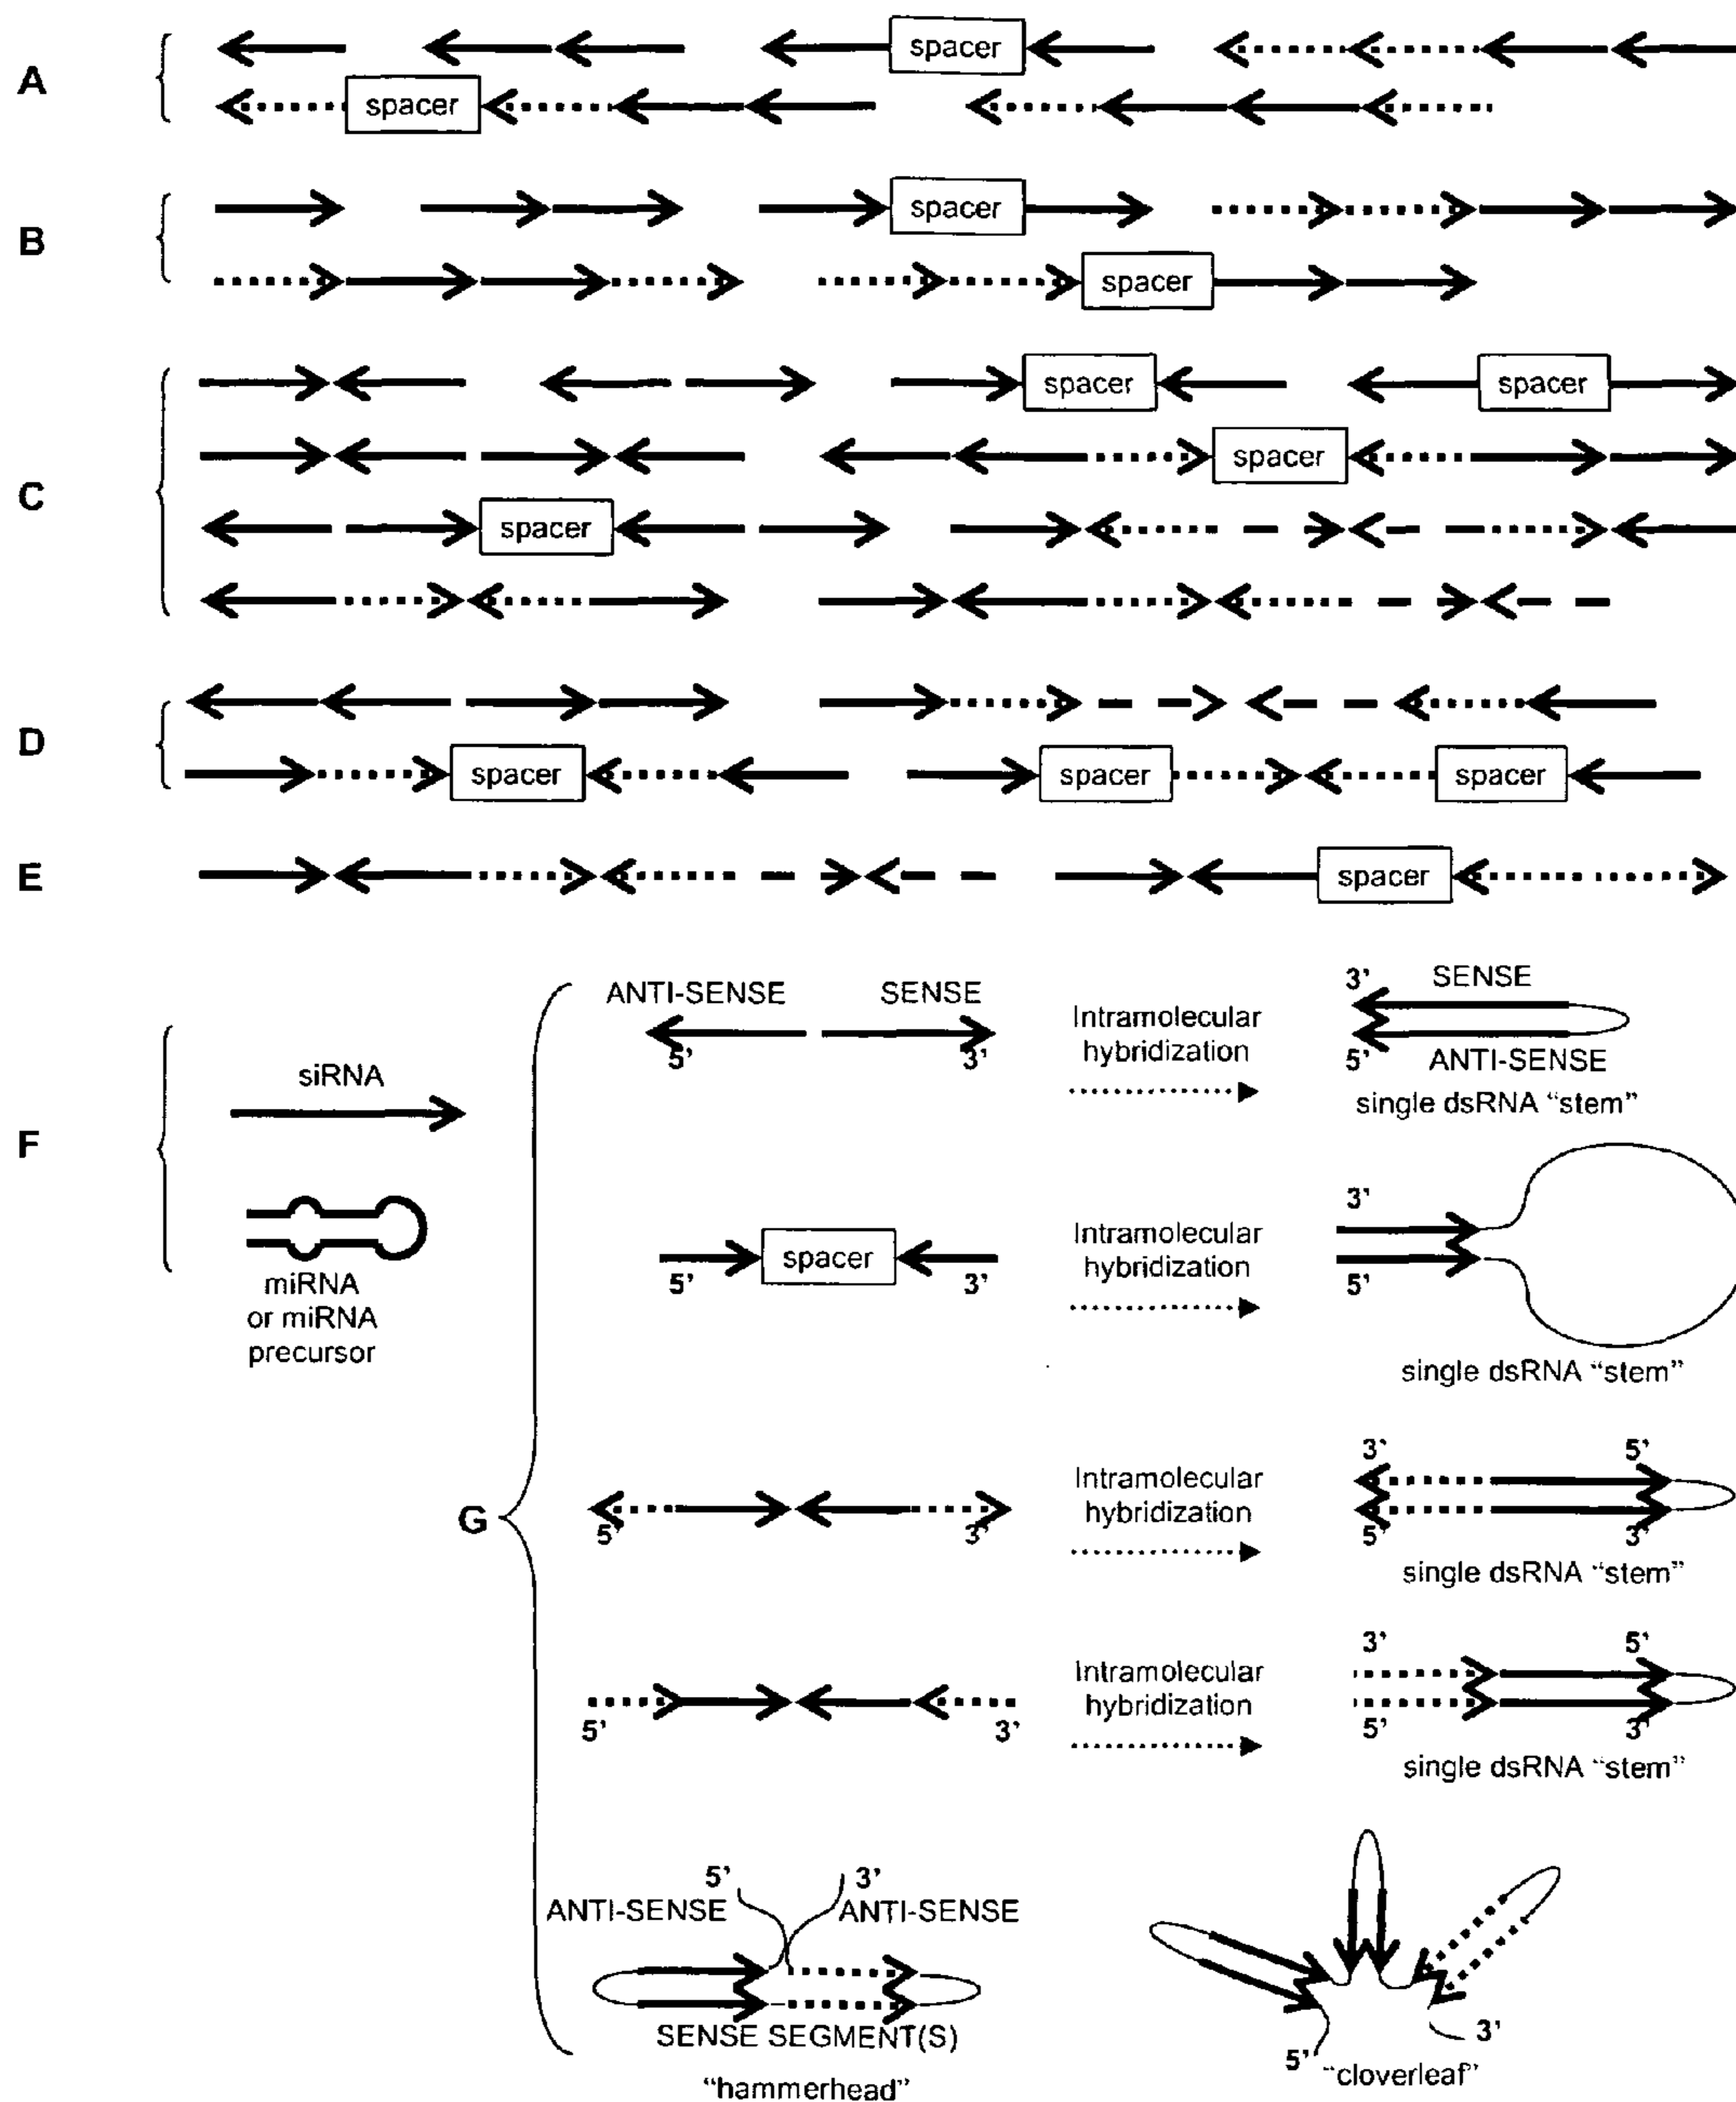 A
spacer
spacer
B
spacer
spacer
C
spacer
spacer
spacer
spacer
D
spacer
spacer
spacer
E
spacer
F
siRNA
miRNA
or miRNA
precursor
G
ANTI-SENSE SENSE
5' 3'
Intramolecular
hybridization
3' SENSE
5' ANTI-SENSE
single dsRNA “stem”
spacer
5' 3'
Intramolecular
hybridization
3'
5'
single dsRNA “stem”
5' 3'
Intramolecular
hybridization
3' 5'
5' 3'
single dsRNA “stem”
5' 3'
Intramolecular
hybridization
3' 5'
5' 3'
single dsRNA “stem”
5' 3'
ANTI-SENSE ANTI-SENSE
SENSE SEGMENT(S)
“hammerhead”
3'
5'
“cloverleaf”